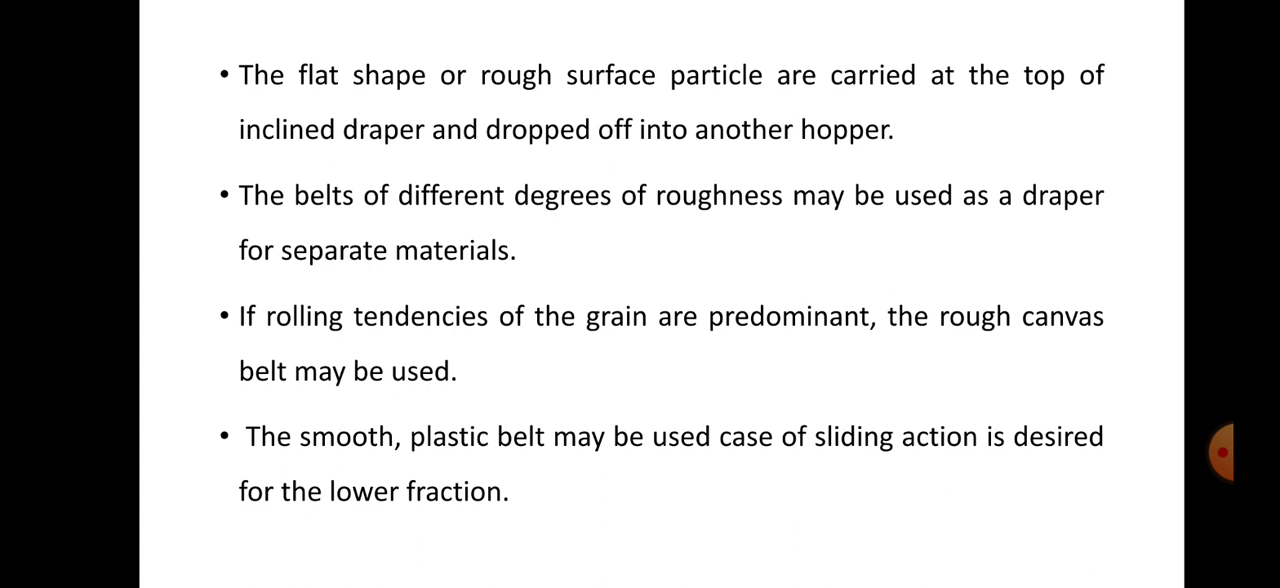 • The flat shape or rough surface particle are carried at the top of
inclined draper and dropped off into another hopper.
• The belts of different degrees of roughness may be used as a draper
for separate materials.
• If rolling tendencies of the grain are predominant, the rough canvas
belt may be used.
• The smooth, plastic belt may be used case of sliding action is desired
for the lower fraction.